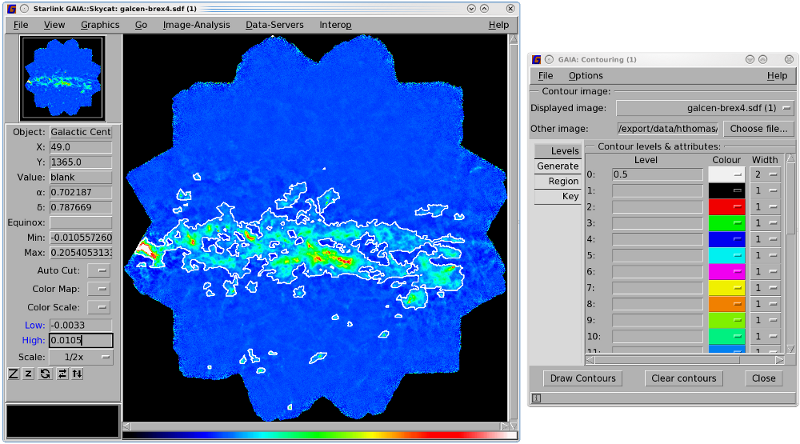 Starlink GAIA::Skycat: galcen-brex4.sdf (1)
File View Graphics Go Image-Analysis Data-Servers Interop Help
Object: Galactic Cent
X: 49.0
Y: 1365.0
Value: blank
α: 0.702187
δ: 0.787669
Equinox:
Min: -0.010557260
Max: 0.2054053133
Auto Cut:
Color Map:
Color Scale:
Low: -0.0033
High: 0.0105
Scale: 1/2x
Z z
GAIA: Contouring (1)
File Options Help
Contour image:
Displayed image: galcen-brex4.sdf (1)
Other image: /export/data/hthomas/ Choose file...
Levels
Generate
Region
Key
Contour levels & attributes:
Level Colour Width
0: 0.5 2
1: 1
2: 1
3: 1
4: 1
5: 1
6: 1
7: 1
8: 1
9: 1
10: 1
11: 1
Draw Contours Clear contours Close